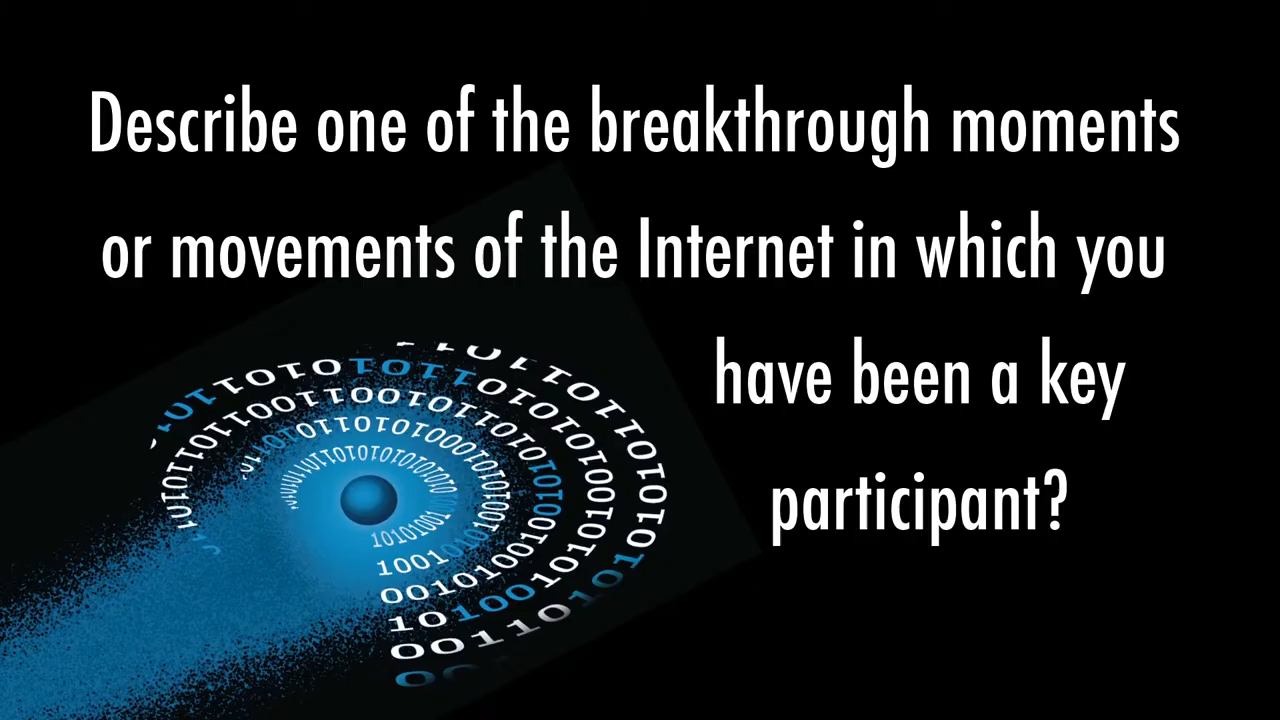 Describe one of the breakthrough moments
or movements of the Internet in which you
have been a key
participant?